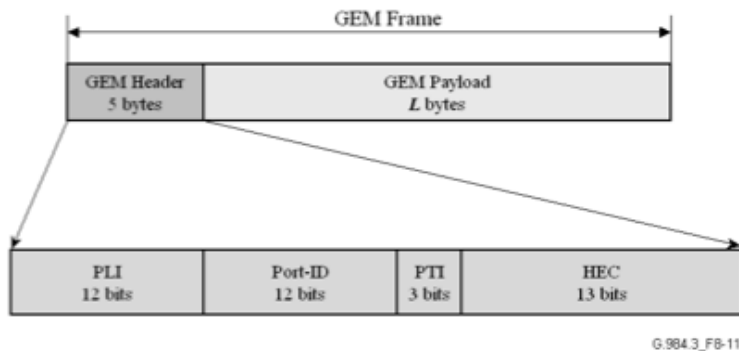 GEM Frame
GEM Header
5 bytes
GEM Payload
L bytes
PLI
12 bits
Port-ID
12 bits
PTI
3 bits
HEC
13 bits
G.984.3_F8-11